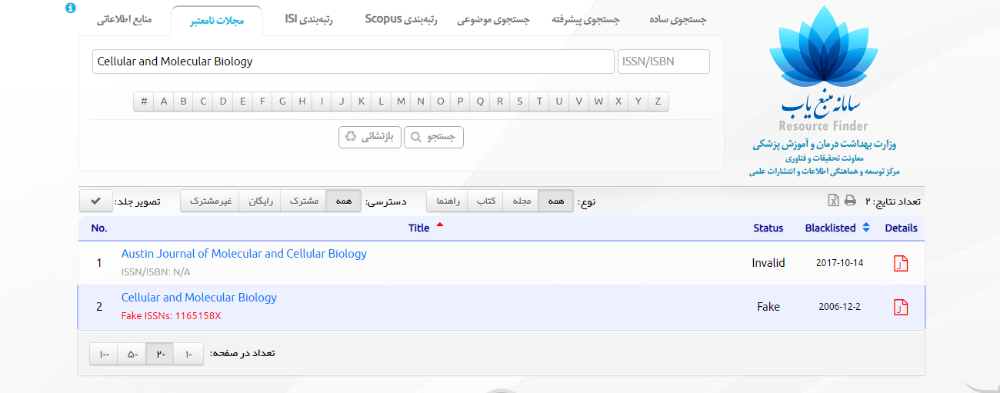 جستجوی ساده
جستجوی پیشرفته
جستجوی موضوعی
رتبه‌بندی Scopus
رتبه‌بندی ISI
مجلات نامعتبر
منابع اطلاعاتی
Cellular and Molecular Biology
ISSN/ISBN
# A B C D E F G H I J K L M N O P Q R S T U V W X Y Z
جستجو
بازنشانی
سامانه منبع یاب
Resource Finder
وزارت بهداشت درمان و آموزش پزشکی
معاونت تحقیقات و فناوری
مرکز توسعه و هماهنگی اطلاعات و انتشارات علمی
تعداد نتایج: ۲
نوع: همه مجله کتاب راهنما
دسترسی: همه مشترک رایگان غیرمشترک
تصویر جلد:
No. Title Status Blacklisted Details
1 Austin Journal of Molecular and Cellular Biology Invalid 2017-10-14
ISSN/ISBN: N/A
2 Cellular and Molecular Biology Fake 2006-12-2
Fake ISSNs: 1165158X
تعداد در صفحه: ۱۰ ۲۰ ۵۰ ۱۰۰